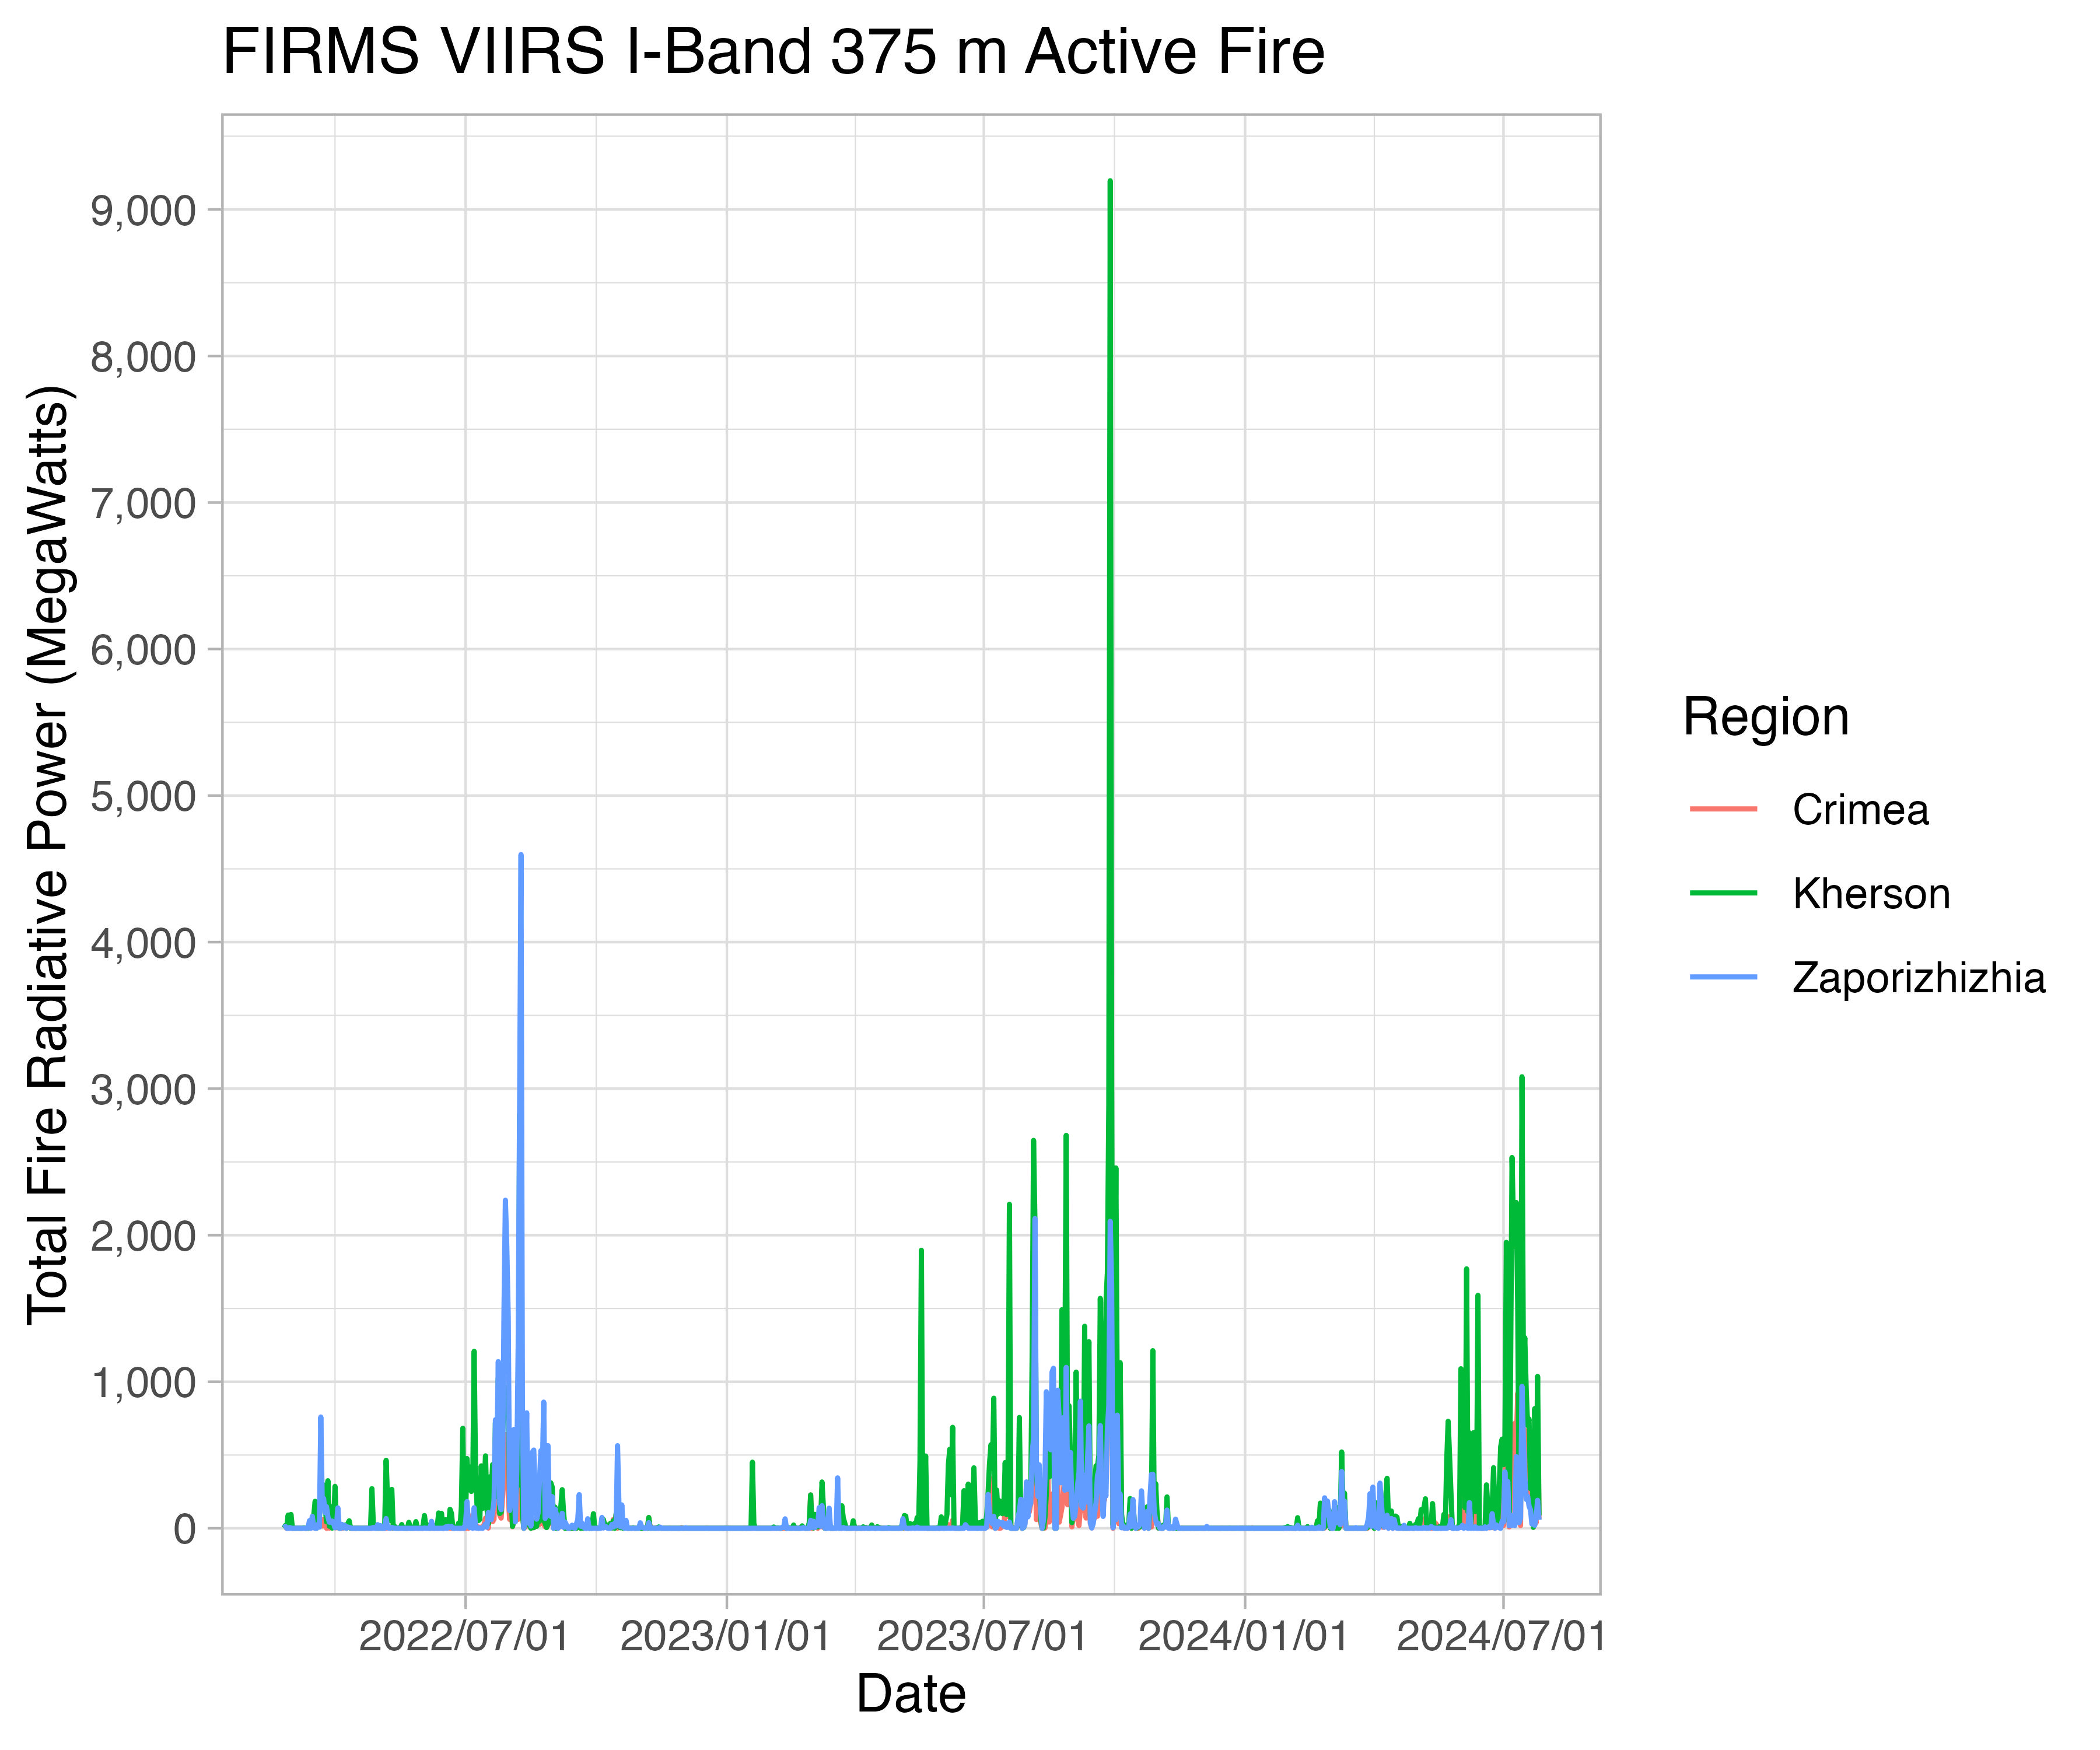 FIRMS VIIRS I-Band 375 m Active Fire
Total Fire Radiative Power (MegaWatts)
9,000
8,000
7,000
6,000
5,000
4,000
3,000
2,000
1,000
0
2022/07/01
2023/01/01
2023/07/01
2024/01/01
2024/07/01
Date
Region
Crimea
Kherson
Zaporizhizhia